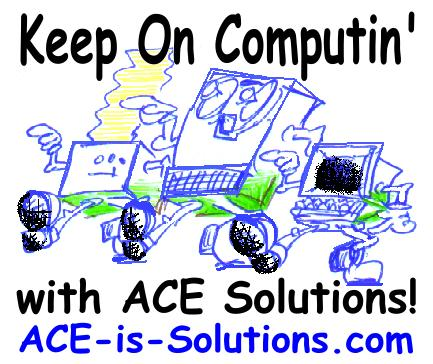 Keep On Computin'
with ACE Solutions!
ACE-is-Solutions.com